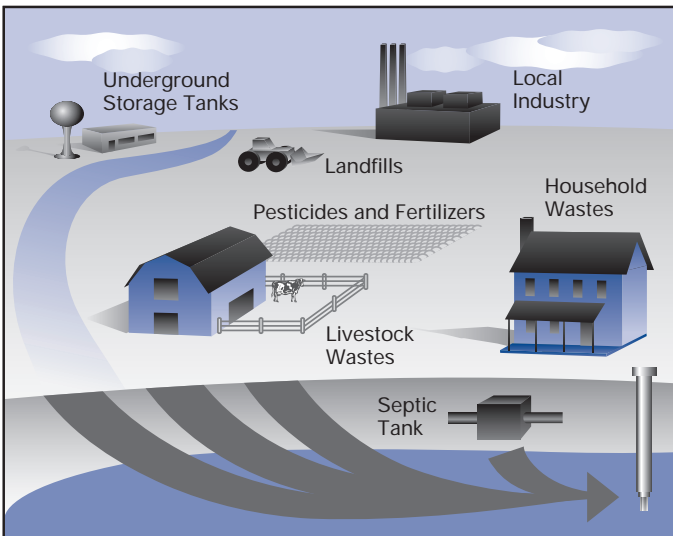 Underground
Storage Tanks
Local
Industry
Landfills
Household
Wastes
Pesticides and Fertilizers
Livestock
Wastes
Septic
Tank